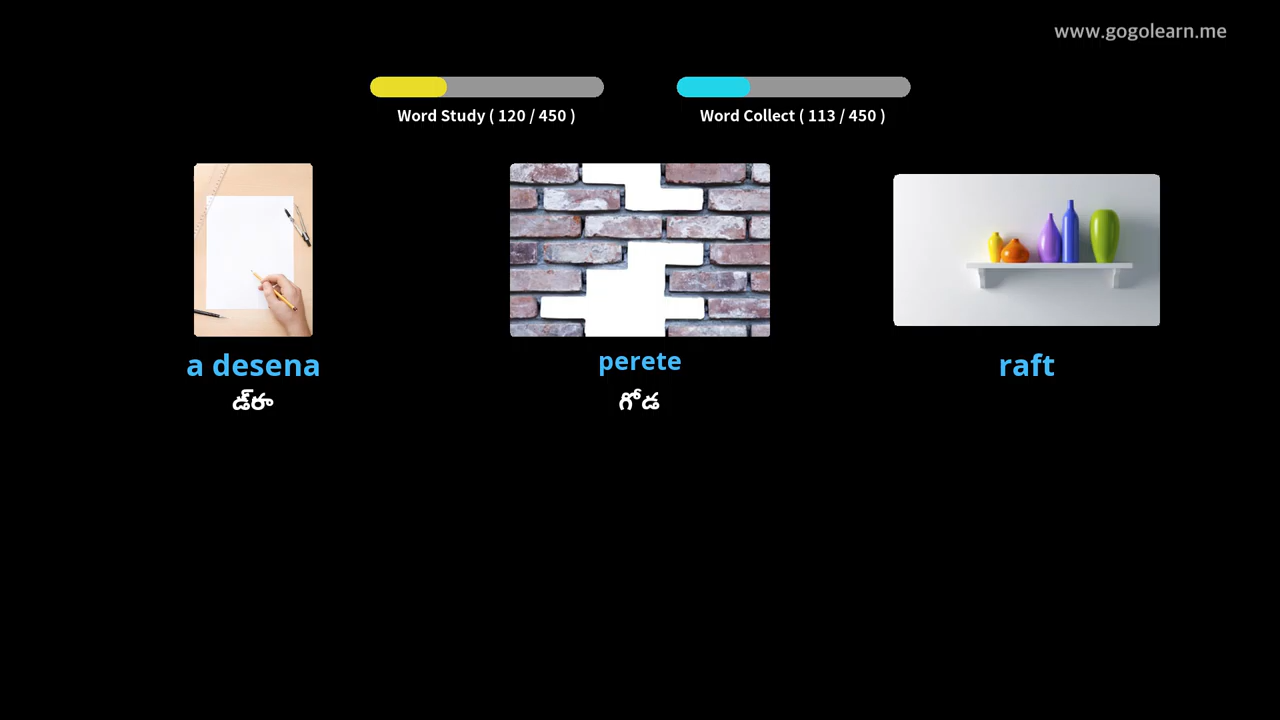 www.gogolearn.me
Word Study ( 120 / 450 )
Word Collect ( 113 / 450 )
a desena
perete
raft
డ్రా
గోడ